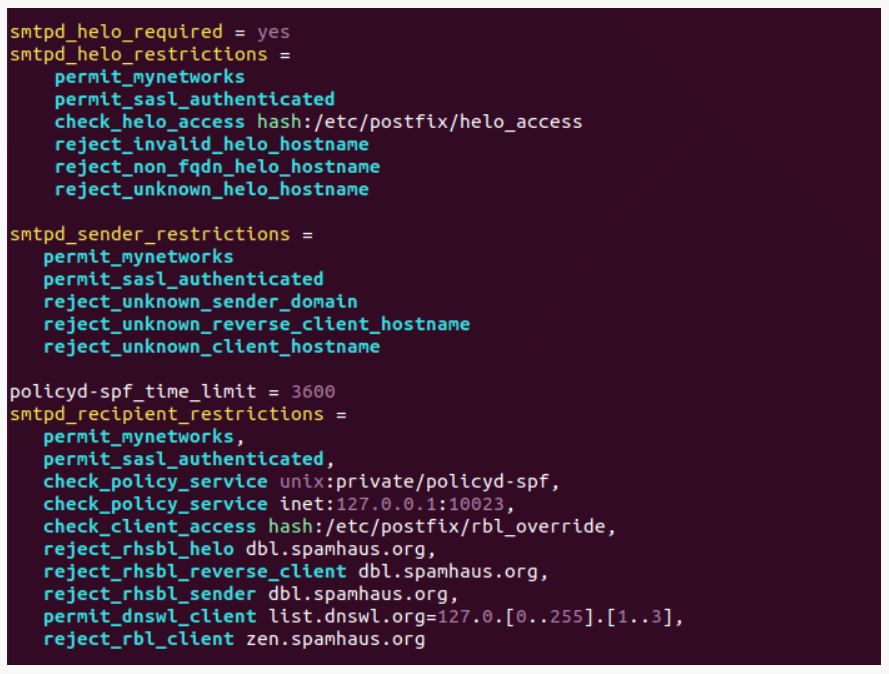 smtpd_helo_required = yes
smtpd_helo_restrictions =
permit_mynetworks
permit_sasl_authenticated
check_helo_access hash:/etc/postfix/helo_access
reject_invalid_helo_hostname
reject_non_fqdn_helo_hostname
reject_unknown_helo_hostname
smtpd_sender_restrictions =
permit_mynetworks
permit_sasl_authenticated
reject_unknown_sender_domain
reject_unknown_reverse_client_hostname
reject_unknown_client_hostname
policyd-spf_time_limit = 3600
smtpd_recipient_restrictions =
permit_mynetworks,
permit_sasl_authenticated,
check_policy_service unix:private/policyd-spf,
check_policy_service inet:127.0.0.1:10023,
check_client_access hash:/etc/postfix/rbl_override,
reject_rhsbl_helo dbl.spamhaus.org,
reject_rhsbl_reverse_client dbl.spamhaus.org,
reject_rhsbl_sender dbl.spamhaus.org,
permit_dnswl_client list.dnswl.org=127.0.[0..255].[1..3],
reject_rbl_client zen.spamhaus.org